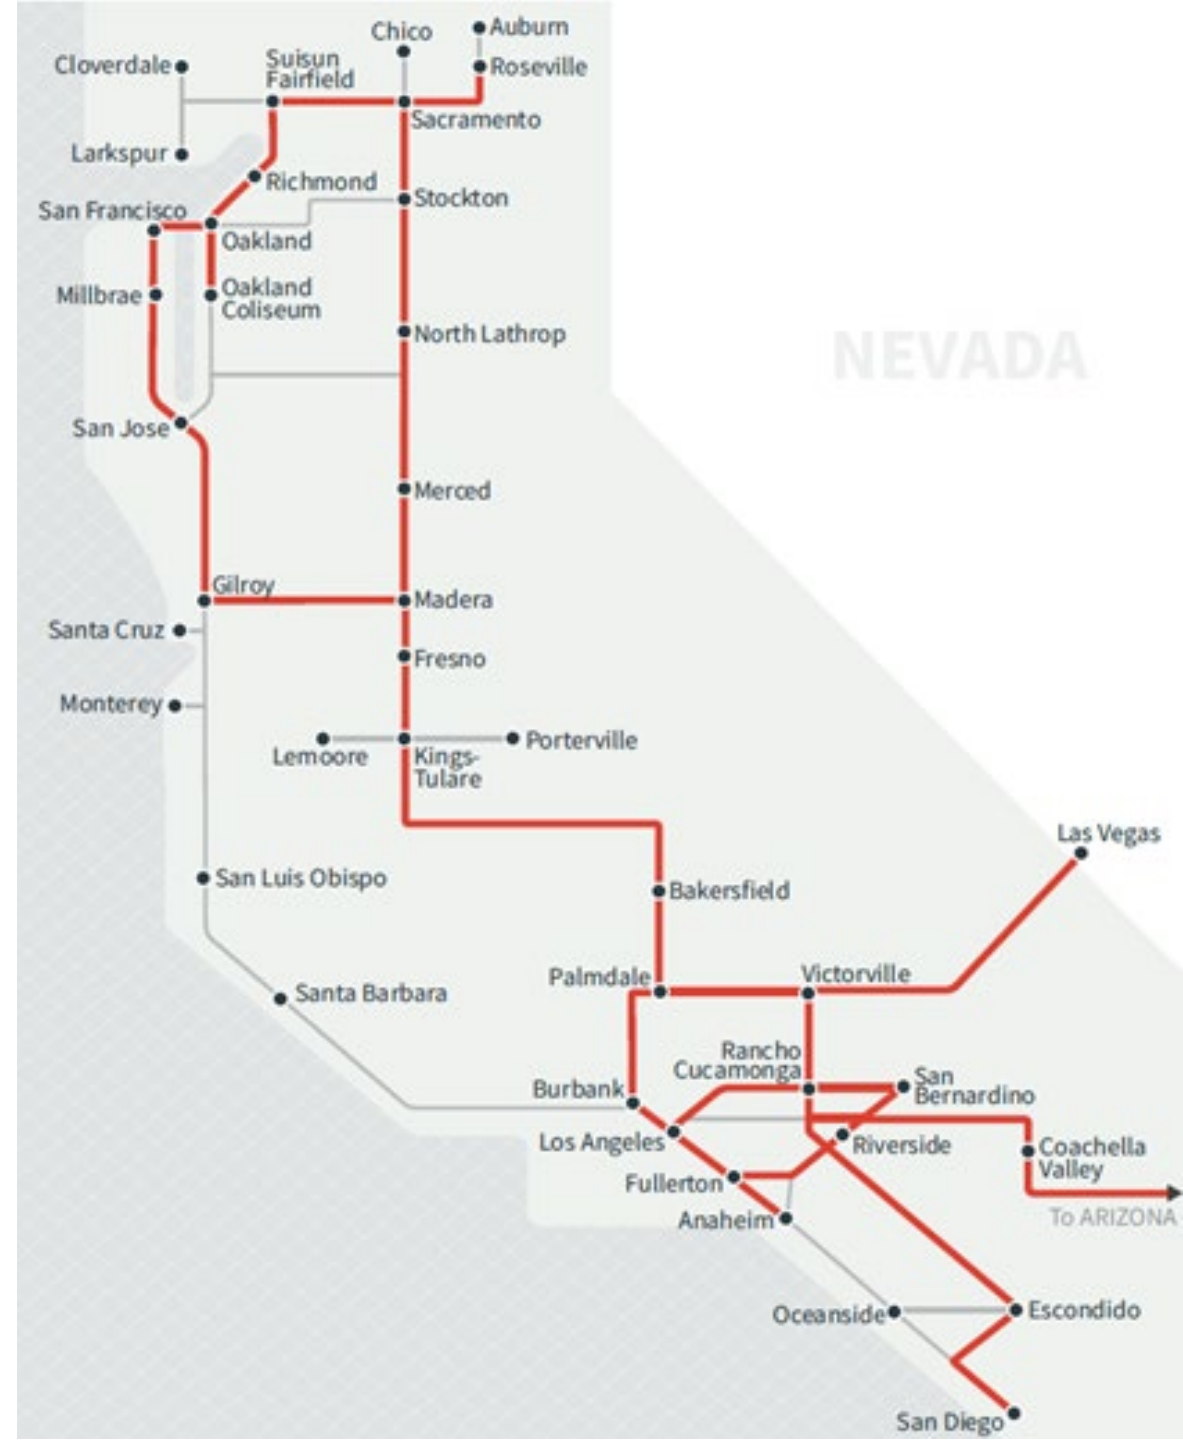 Chico
Auburn
Cloverdale
Suisun
Fairfield
Roseville
Sacramento
Larkspur
Richmond
Stockton
San Francisco
Oakland
Millbrae
Oakland
Coliseum
North Lathrop
NEVADA
San Jose
Merced
Gilroy
Madera
Santa Cruz
Fresno
Monterey
Lemoore
Kings-
Tulare
Porterville
Las Vegas
San Luis Obispo
Bakersfield
Palmdale
Victorville
Santa Barbara
Rancho
Cucamonga
San
Bernardino
Burbank
Los Angeles
Riverside
Coachella
Valley
Fullerton
Anaheim
To ARIZONA
Oceanside
Escondido
San Diego